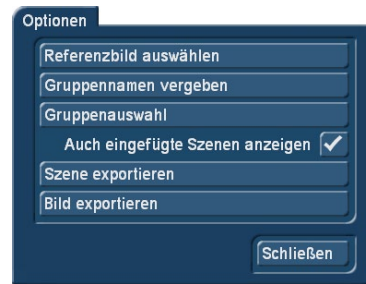 Optionen
Referenzbild auswählen
Gruppennamen vergeben
Gruppenauswahl
Auch eingefügte Szenen anzeigen
Szene exportieren
Bild exportieren
Schließen